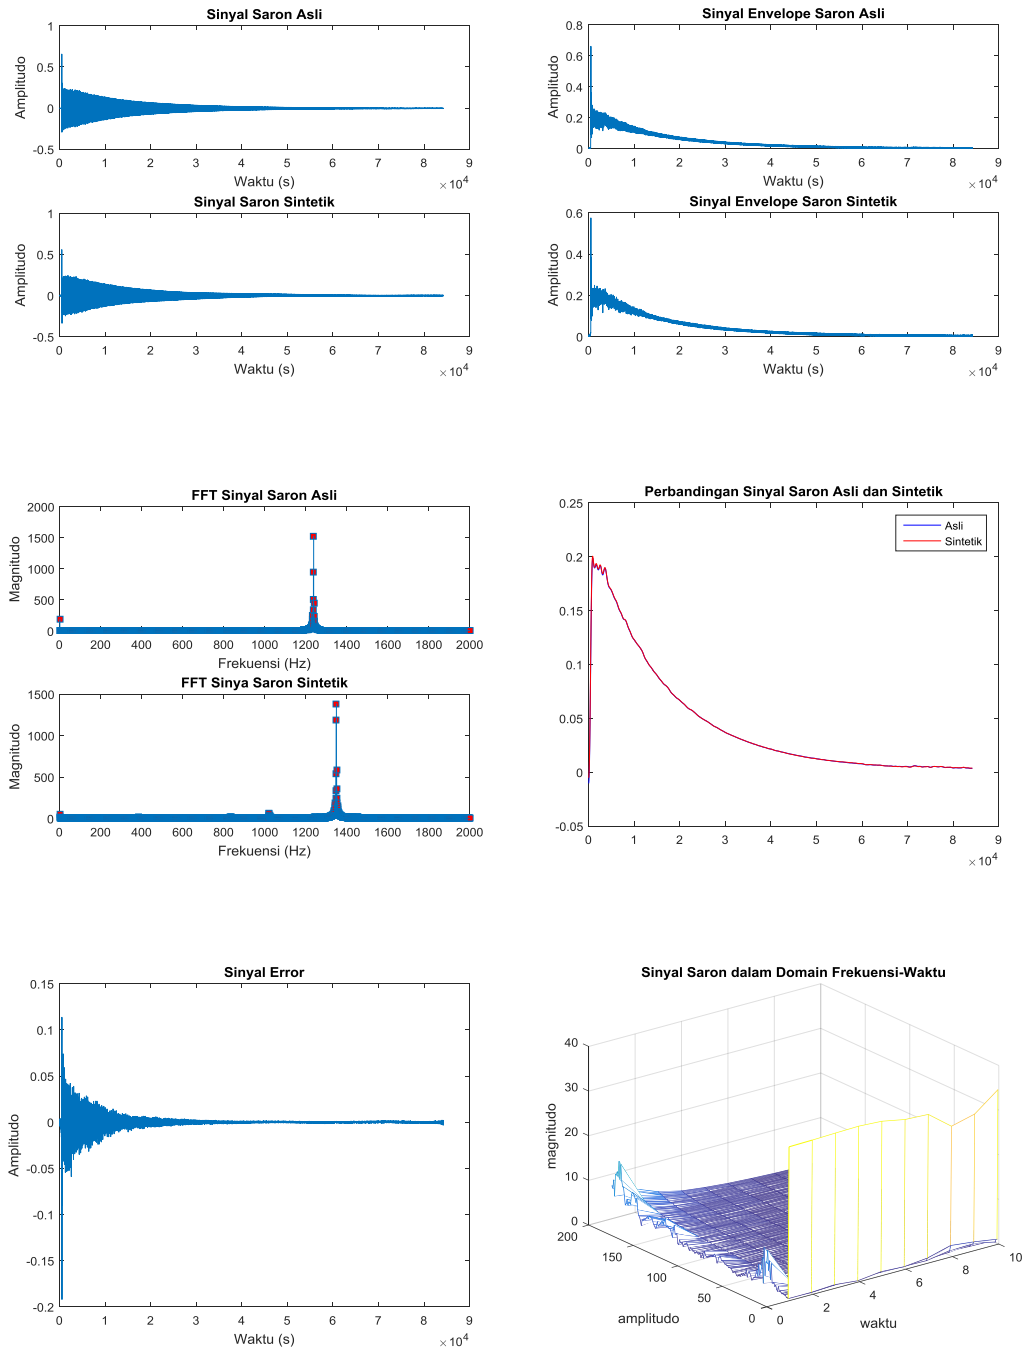 Sinyal Saron Asli
1
0.5
0
-0.5
Amplitudo
0 1 2 3 4 5 6 7 8 9
×10^4
Waktu (s)
Sinyal Envelope Saron Asli
0.8
0.6
0.4
0.2
0
Amplitudo
0 1 2 3 4 5 6 7 8 9
×10^4
Waktu (s)
Sinyal Saron Sintetik
1
0.5
0
-0.5
Amplitudo
0 1 2 3 4 5 6 7 8 9
×10^4
Waktu (s)
Sinyal Envelope Saron Sintetik
0.6
0.4
0.2
0
Amplitudo
0 1 2 3 4 5 6 7 8 9
×10^4
Waktu (s)
FFT Sinyal Saron Asli
2000
1500
1000
500
0
Magnitudo
0 200 400 600 800 1000 1200 1400 1600 1800 2000
Frekuensi (Hz)
FFT Sinya Saron Sintetik
1500
1000
500
0
Magnitudo
0 200 400 600 800 1000 1200 1400 1600 1800 2000
Frekuensi (Hz)
Perbandingan Sinyal Saron Asli dan Sintetik
0.25
0.2
0.15
0.1
0.05
0
-0.05
Asli
Sintetik
0 1 2 3 4 5 6 7 8 9
×10^4
Sinyal Error
0.15
0.1
0.05
0
-0.05
-0.1
-0.15
-0.2
Amplitudo
0 1 2 3 4 5 6 7 8 9
×10^4
Waktu (s)
Sinyal Saron dalam Domain Frekuensi-Waktu
40
30
20
10
0
magnitudo
200
150
100
50
0
amplitudo
0
2
4
6
8
10
waktu